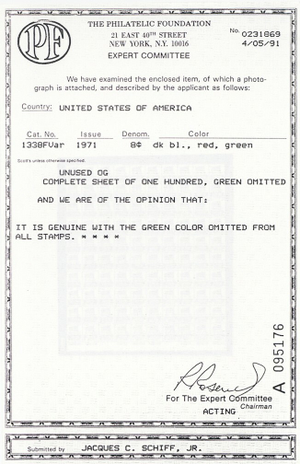 PF
THE PHILATELIC FOUNDATION
21 EAST 40TH STREET
NEW YORK, N.Y. 10016
EXPERT COMMITTEE
No. 0231869
4/05/91
We have examined the enclosed item, of which a photo-
graph is attached, and described by the applicant as follows:
Country: UNITED STATES OF AMERICA
Cat. No. Issue Denom. Color
1338FVar 1971 8¢ dk bl., red, green
Scott's unless otherwise specified.
UNUSED OG
COMPLETE SHEET OF ONE HUNDRED, GREEN OMITTED
AND WE ARE OF THE OPINION THAT:
IT IS GENUINE WITH THE GREEN COLOR OMITTED FROM
ALL STAMPS. * * * *
A 095176
For The Expert Committee
Chairman
ACTING
Submitted by JACQUES C. SCHIFF, JR.